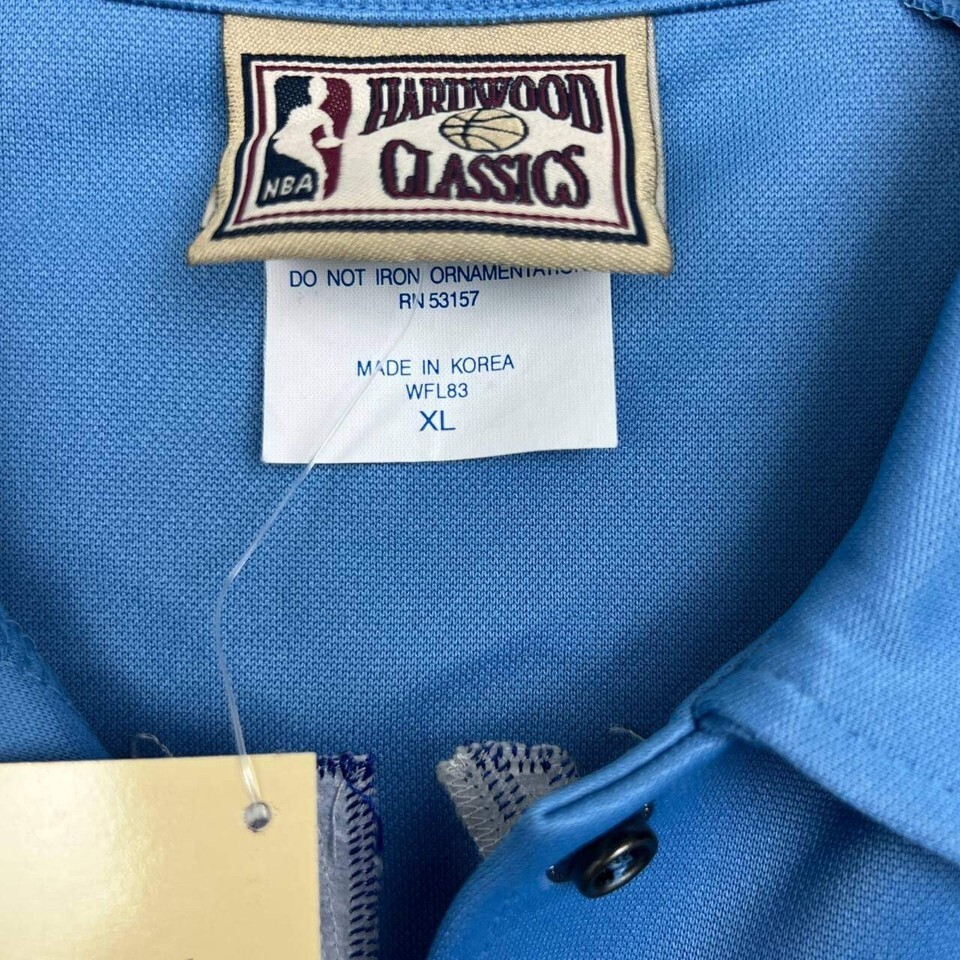 HARDWOOD
CLASSICS
NBA
DO NOT IRON ORNAMENTATION
RN 53157
MADE IN KOREA
WFL83
XL